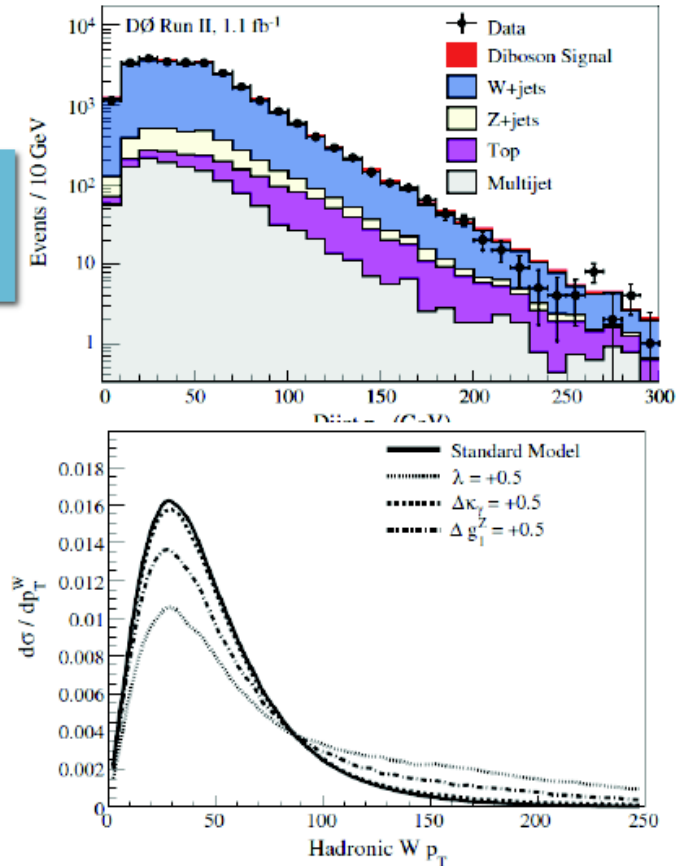 10⁴
DØ Run II, 1.1 fb⁻¹
Data
Diboson Signal
W+jets
Z+jets
Top
Multijet
10³
10²
10
1
Events / 10 GeV
0 50 100 150 200 250 300
(GeV)
Standard Model
λ = +0.5
Δκγ = +0.5
Δ g₁ᶻ = +0.5
0.018
0.016
0.014
0.012
0.01
0.008
0.006
0.004
0.002
0
dσ / dp_T^W
0 50 100 150 200 250
Hadronic W p_T